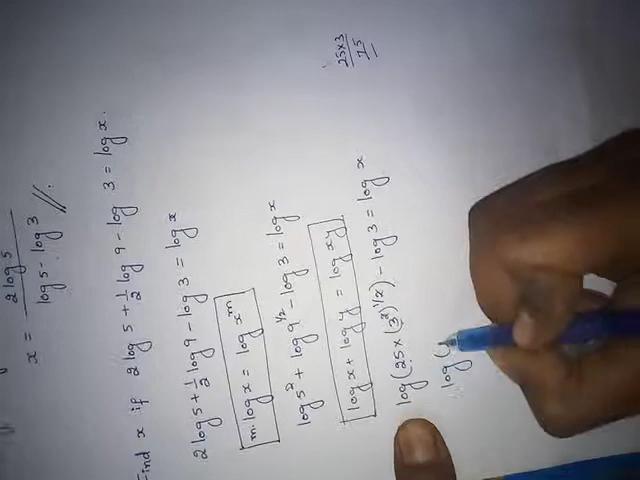 x = 2 log 5 / log 5 - log 3 //.
Find x if 2 log 5 + 1/2 log 9 - log 3 = log x.
2 log 5 + 1/2 log 9 - log 3 = log x
m log x = log x^m
log 5^2 + log 9^1/2 - log 3 = log x
log x + log y = log xy
log (25 × (3^2)^1/2) - log 3 = log x
log (
25×3
75